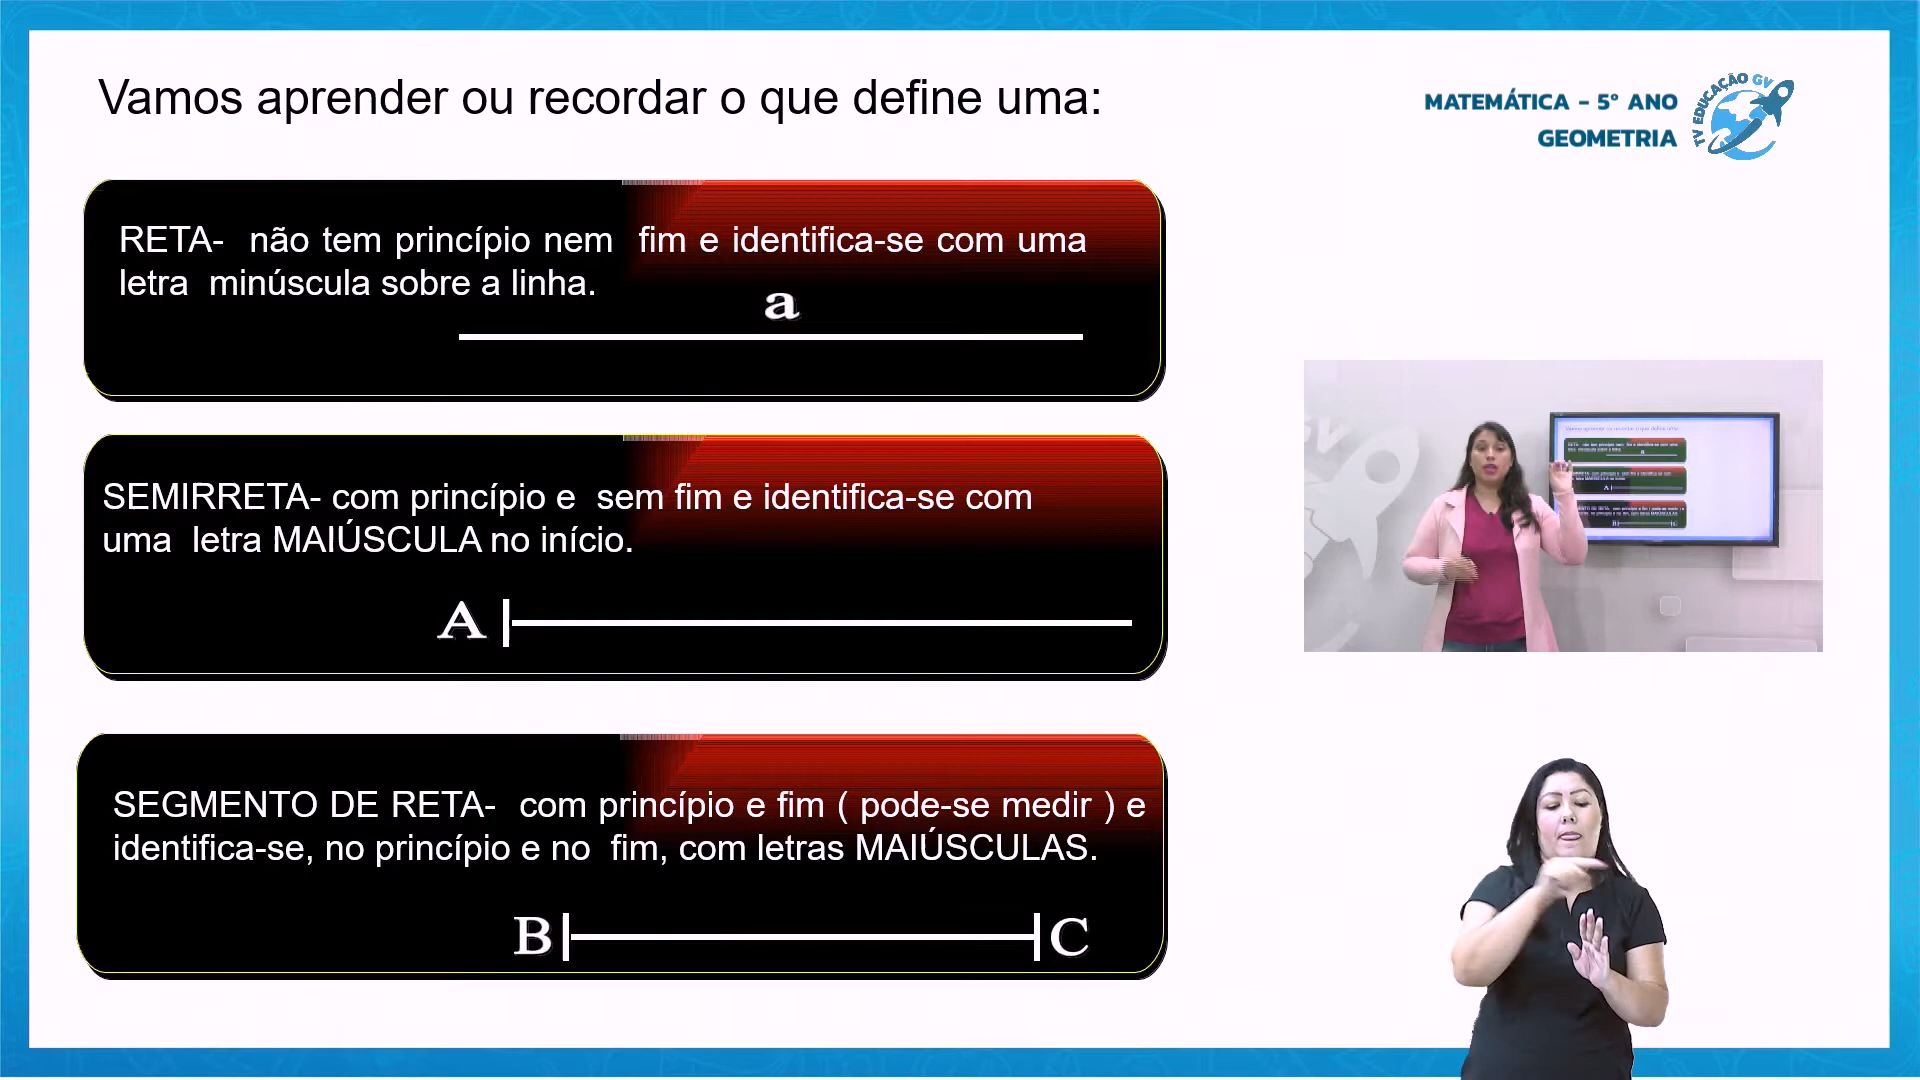 Vamos aprender ou recordar o que define uma:
MATEMÁTICA - 5º ANO
GEOMETRIA
TV EDUCAÇÃO GV
RETA- não tem princípio nem fim e identifica-se com uma
letra minúscula sobre a linha.
a
SEMIRRETA- com princípio e sem fim e identifica-se com
uma letra MAIÚSCULA no início.
A
SEGMENTO DE RETA- com princípio e fim ( pode-se medir ) e
identifica-se, no princípio e no fim, com letras MAIÚSCULAS.
B C
GV